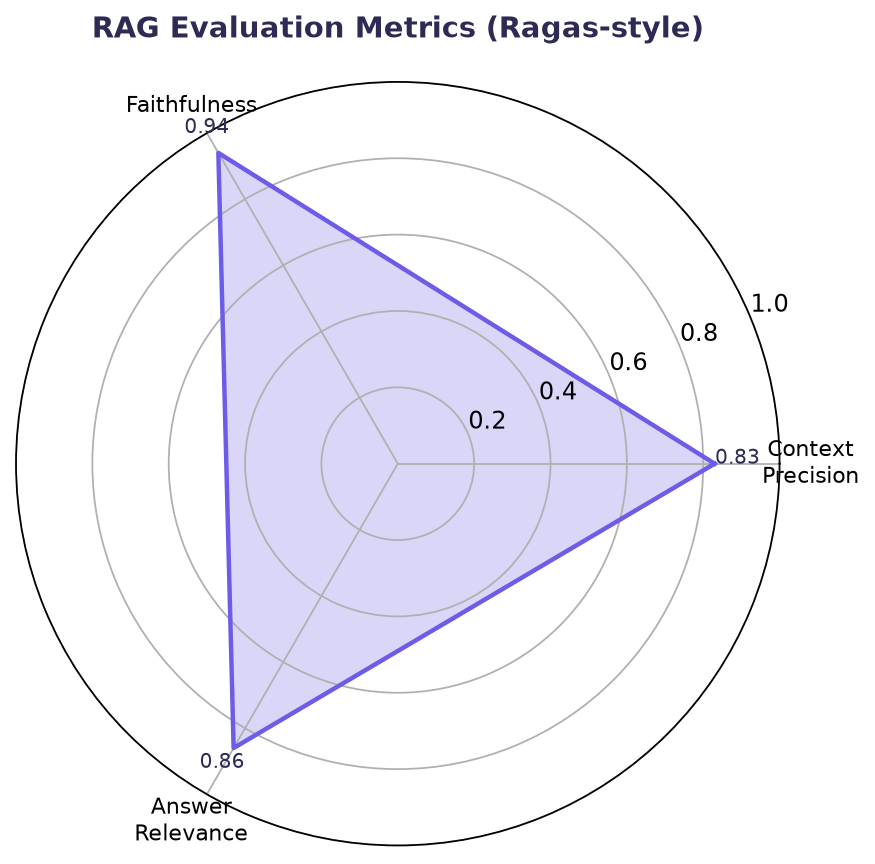 RAG Evaluation Metrics (Ragas-style)
Faithfulness
0.94
1.0
0.8
0.6
0.4
0.2
0.83
Context
Precision
0.86
Answer
Relevance